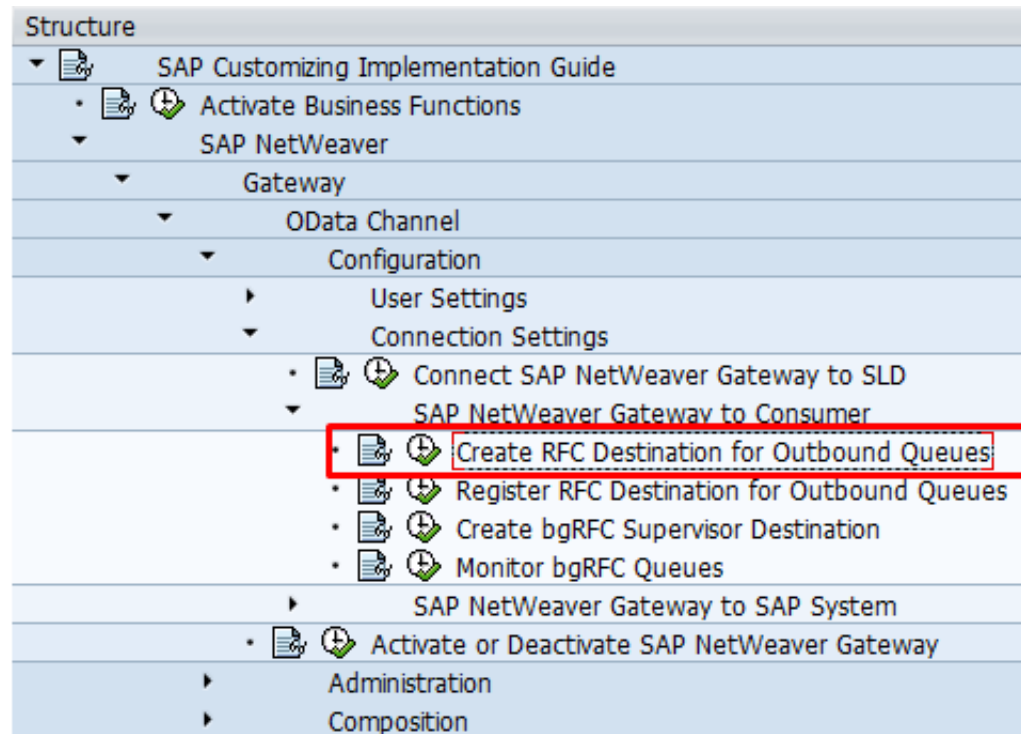 Structure
SAP Customizing Implementation Guide
Activate Business Functions
SAP NetWeaver
Gateway
OData Channel
Configuration
User Settings
Connection Settings
Connect SAP NetWeaver Gateway to SLD
SAP NetWeaver Gateway to Consumer
Create RFC Destination for Outbound Queues
Register RFC Destination for Outbound Queues
Create bgRFC Supervisor Destination
Monitor bgRFC Queues
SAP NetWeaver Gateway to SAP System
Activate or Deactivate SAP NetWeaver Gateway
Administration
Composition